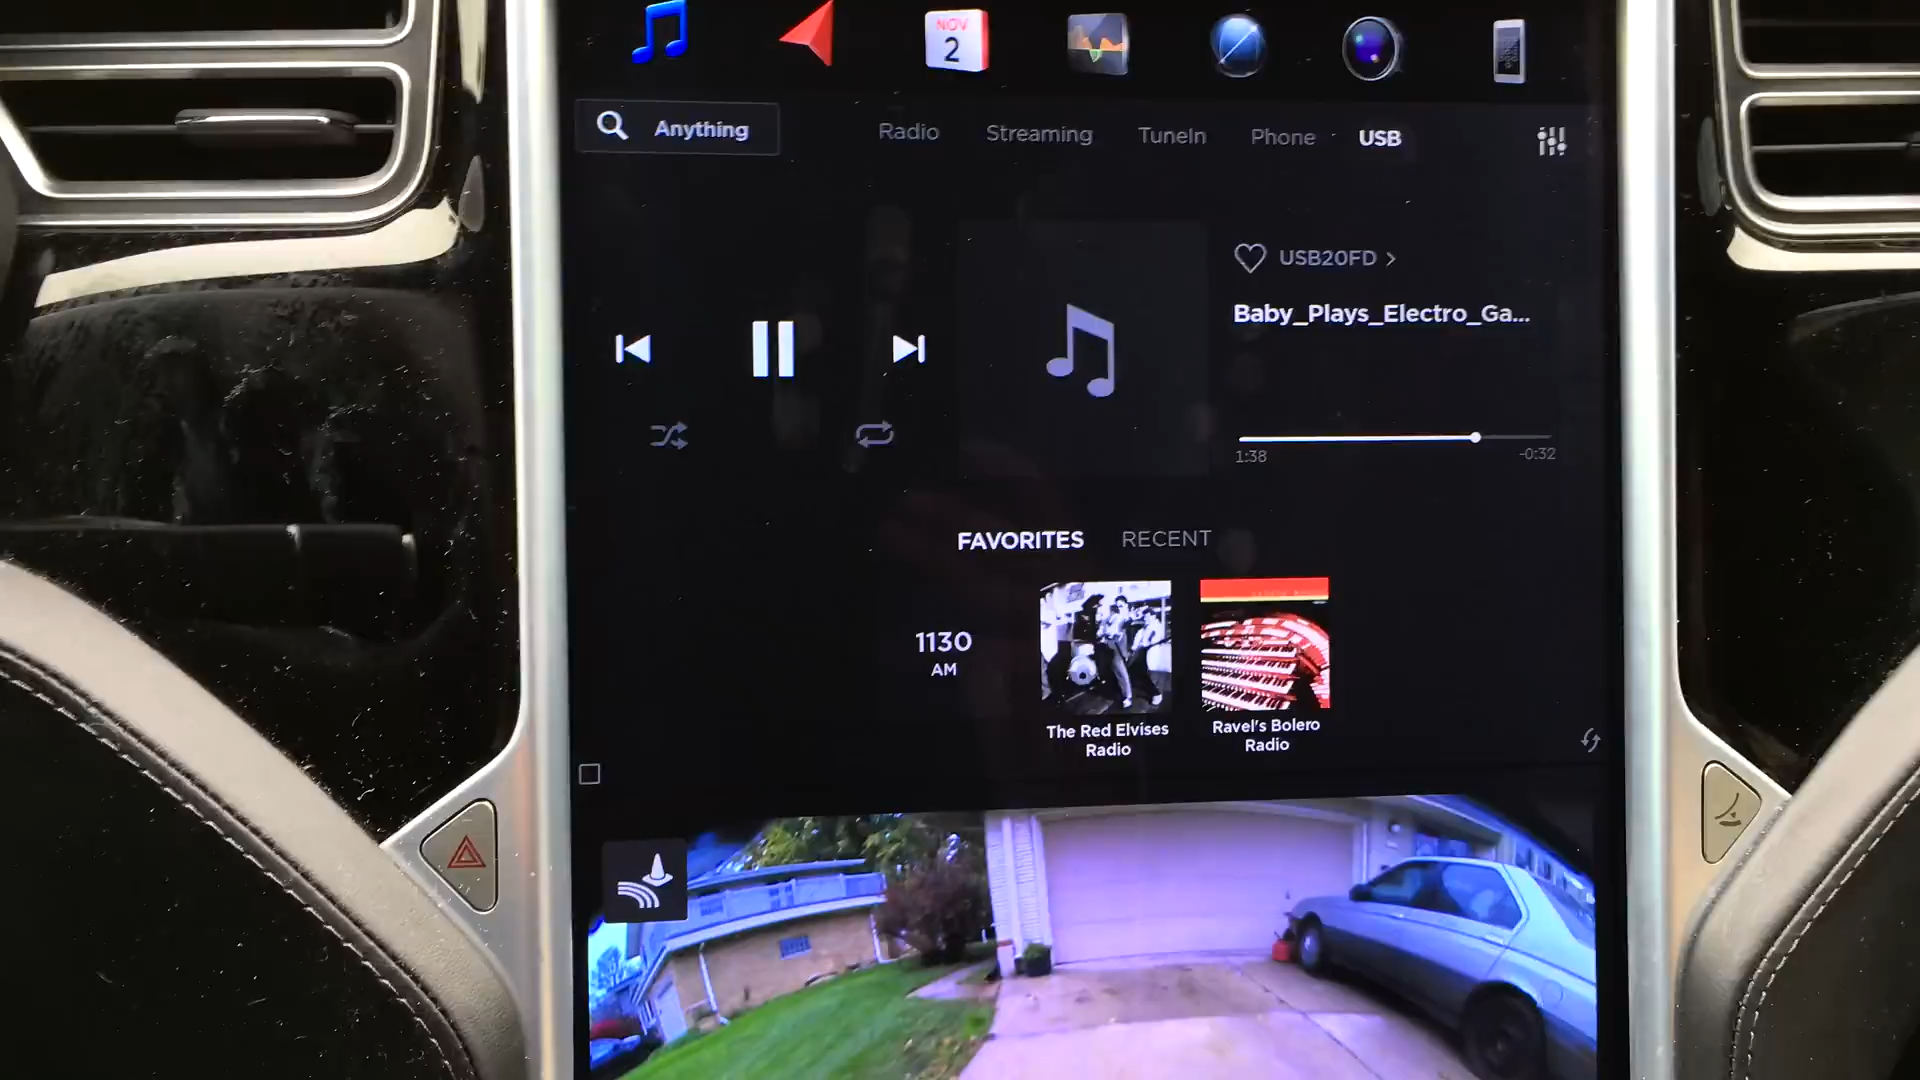 NOV
2
Anything
Radio Streaming TuneIn Phone USB
USB20FD >
Baby_Plays_Electro_Ga...
1:38 -0:32
FAVORITES RECENT
1130
AM
The Red Elvises
Radio
Ravel's Bolero
Radio